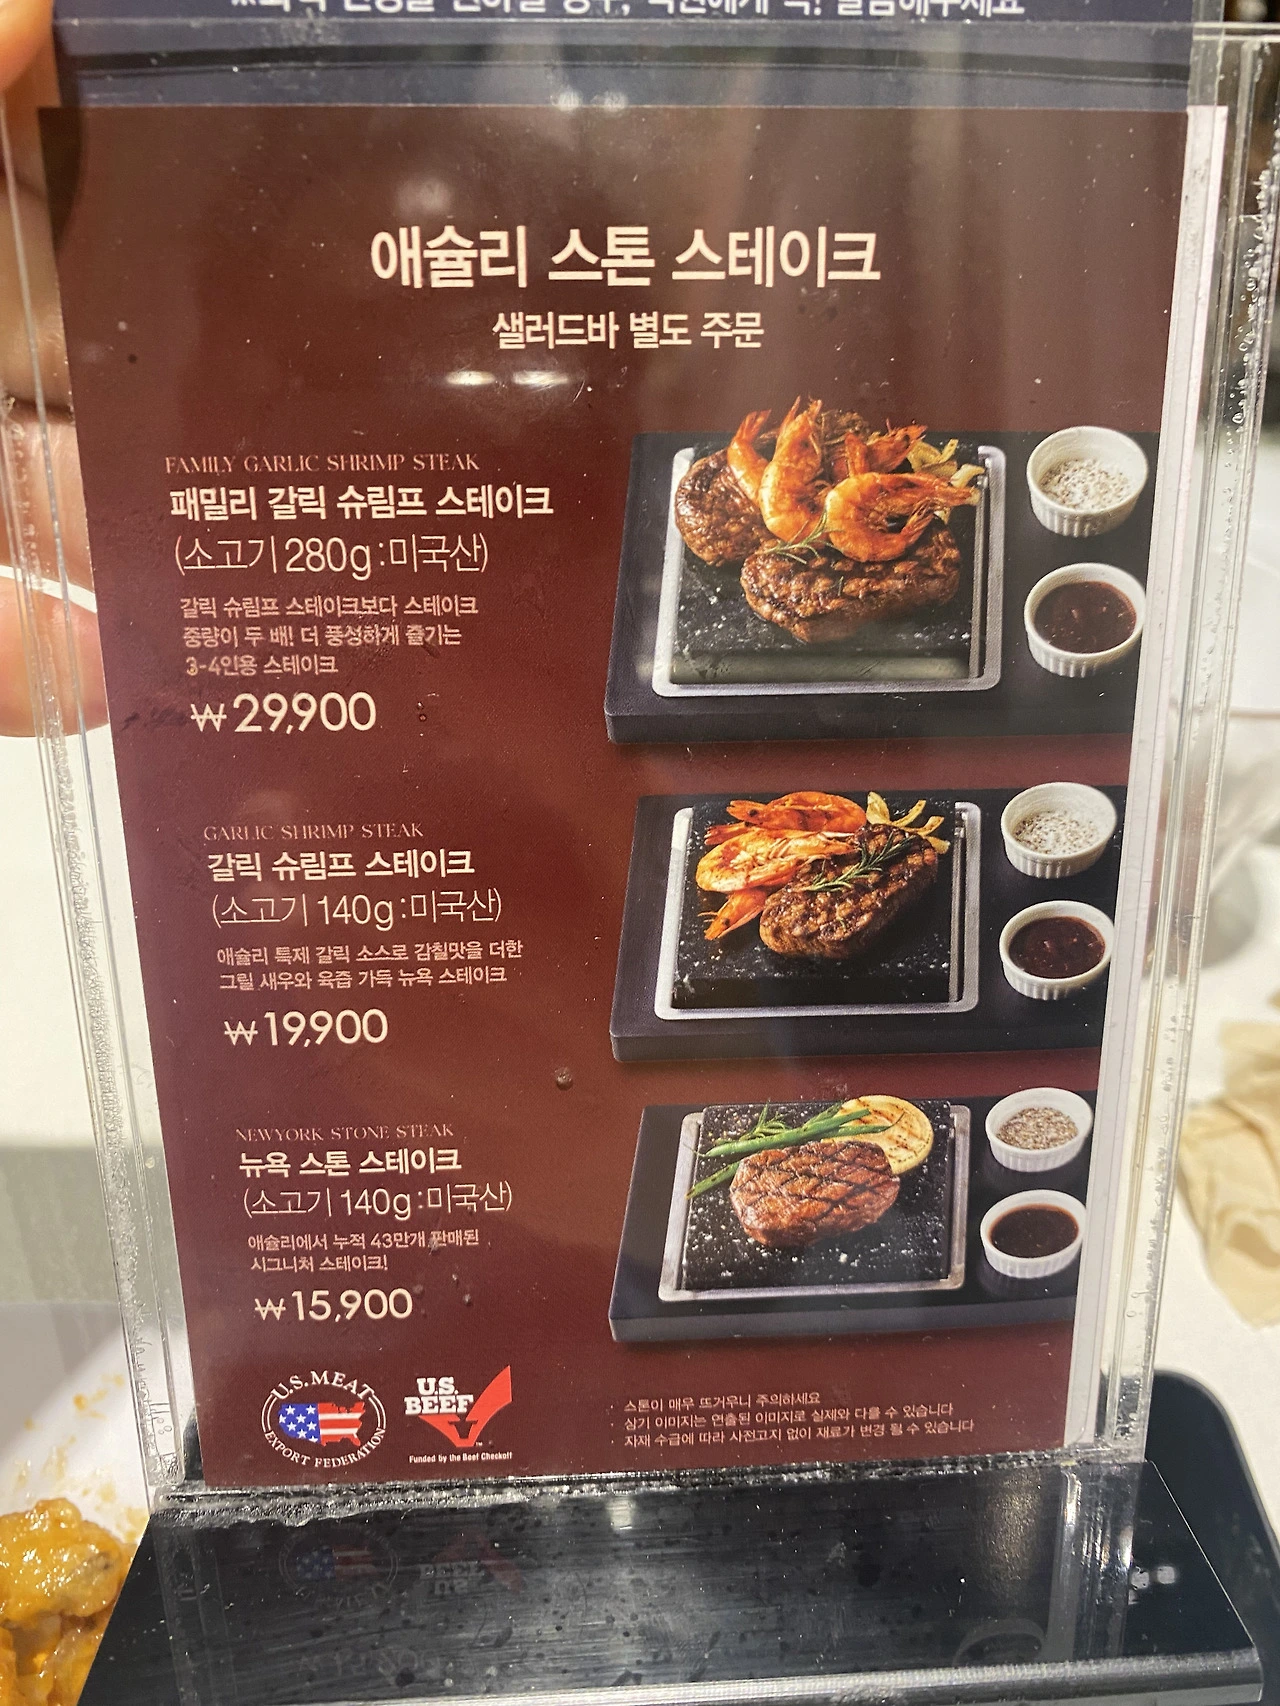 애슐리 스톤 스테이크
샐러드바 별도 주문
FAMILY GARLIC SHRIMP STEAK
패밀리 갈릭 슈림프 스테이크
(소고기 280g:미국산)
갈릭 슈림프 스테이크보다 스테이크
중량이 두 배! 더 풍성하게 즐기는
3-4인용 스테이크
₩29,900
GARLIC SHRIMP STEAK
갈릭 슈림프 스테이크
(소고기 140g:미국산)
애슐리 특제 갈릭 소스로 감칠맛을 더한
그릴 새우와 육즙 가득 뉴욕 스테이크
₩19,900
NEWYORK STONE STEAK
뉴욕 스톤 스테이크
(소고기 140g:미국산)
애슐리에서 누적 43만개 판매된
시그니처 스테이크!
₩15,900
U.S. MEAT
EXPORT FEDERATION
U.S.
BEEF
Funded by the Beef Checkoff
· 스톤이 매우 뜨거우니 주의하세요
· 상기 이미지는 연출된 이미지로 실제와 다를 수 있습니다
· 자재 수급에 따라 사전고지 없이 재료가 변경 될 수 있습니다